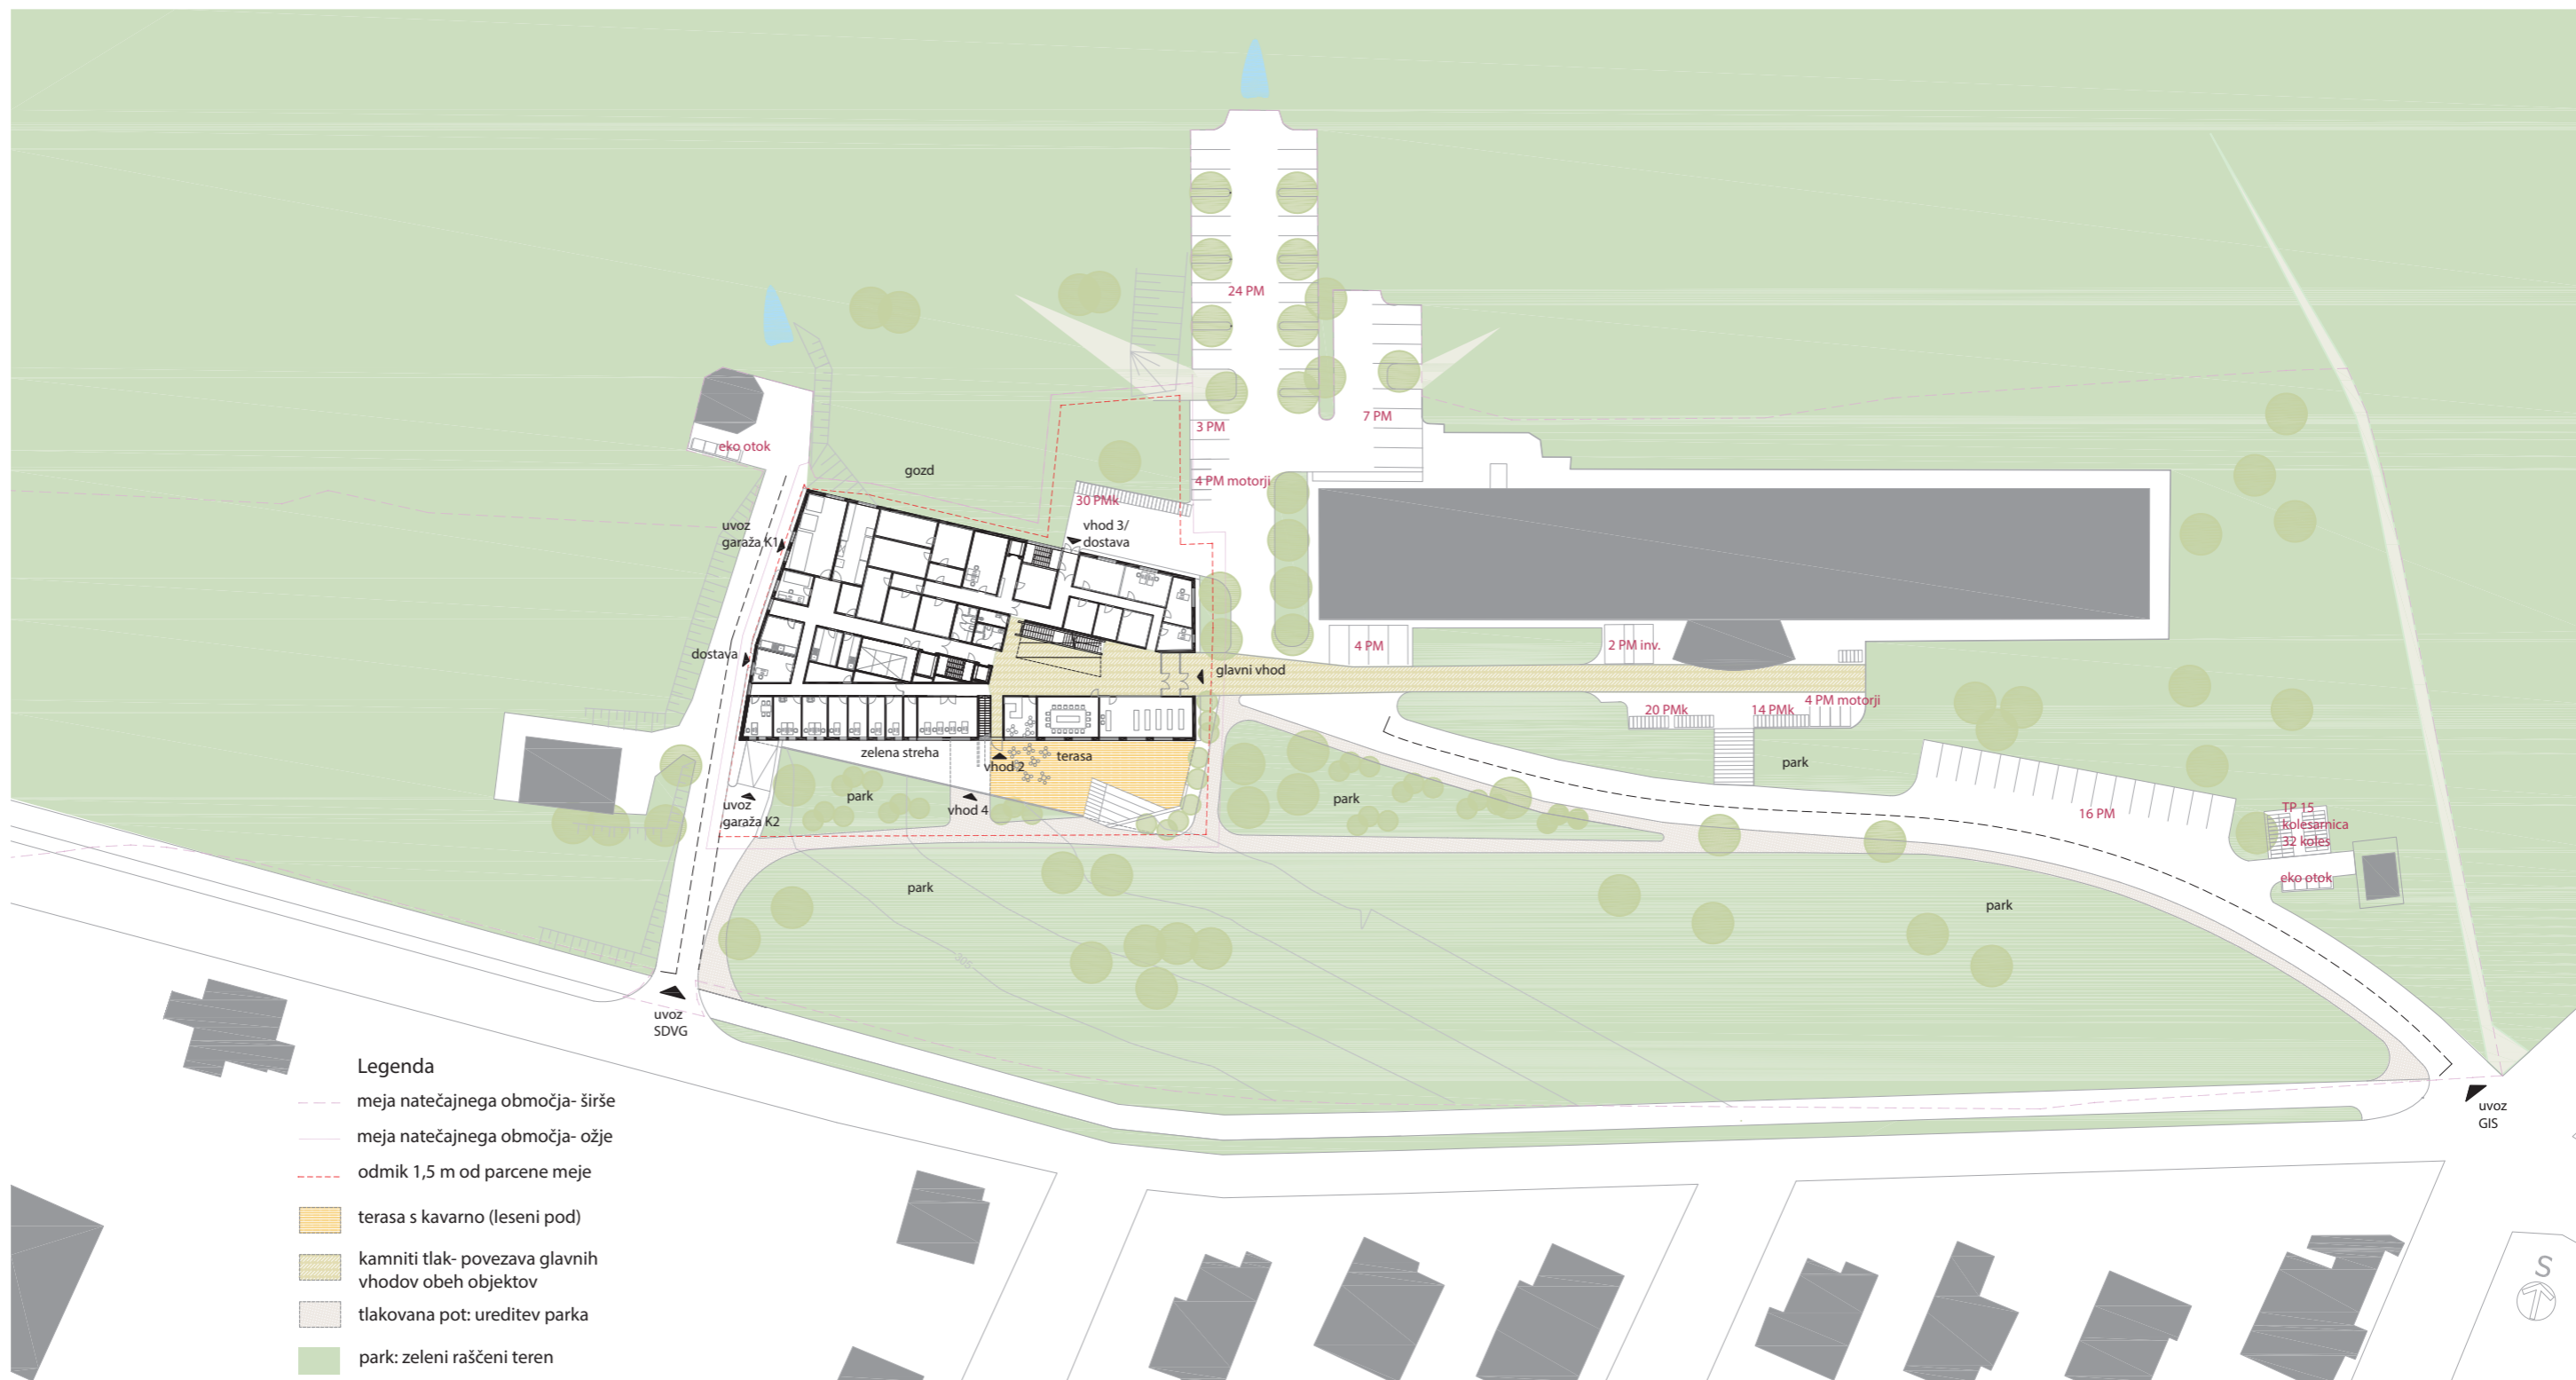 24 PM
7 PM
3 PM
eko otok
gozd
4 PM motorji
30 PMk
uvoz
garaža K1
vhod 3/
dostava
dostava
4 PM
2 PM inv.
glavni vhod
20 PMk
14 PMk
4 PM motorji
zelena streha
vhod 2
terasa
park
park
vhod 4
park
uvoz
garaža K2
16 PM
TP 15
kolesarnica
32 koles
eko otok
park
park
305
uvoz
SDVG
uvoz
GIS
Legenda
meja natečajnega območja- širše
meja natečajnega območja- ožje
odmik 1,5 m od parcene meje
terasa s kavarno (leseni pod)
kamniti tlak- povezava glavnih
vhodov obeh objektov
tlakovana pot: ureditev parka
park: zeleni raščeni teren
S